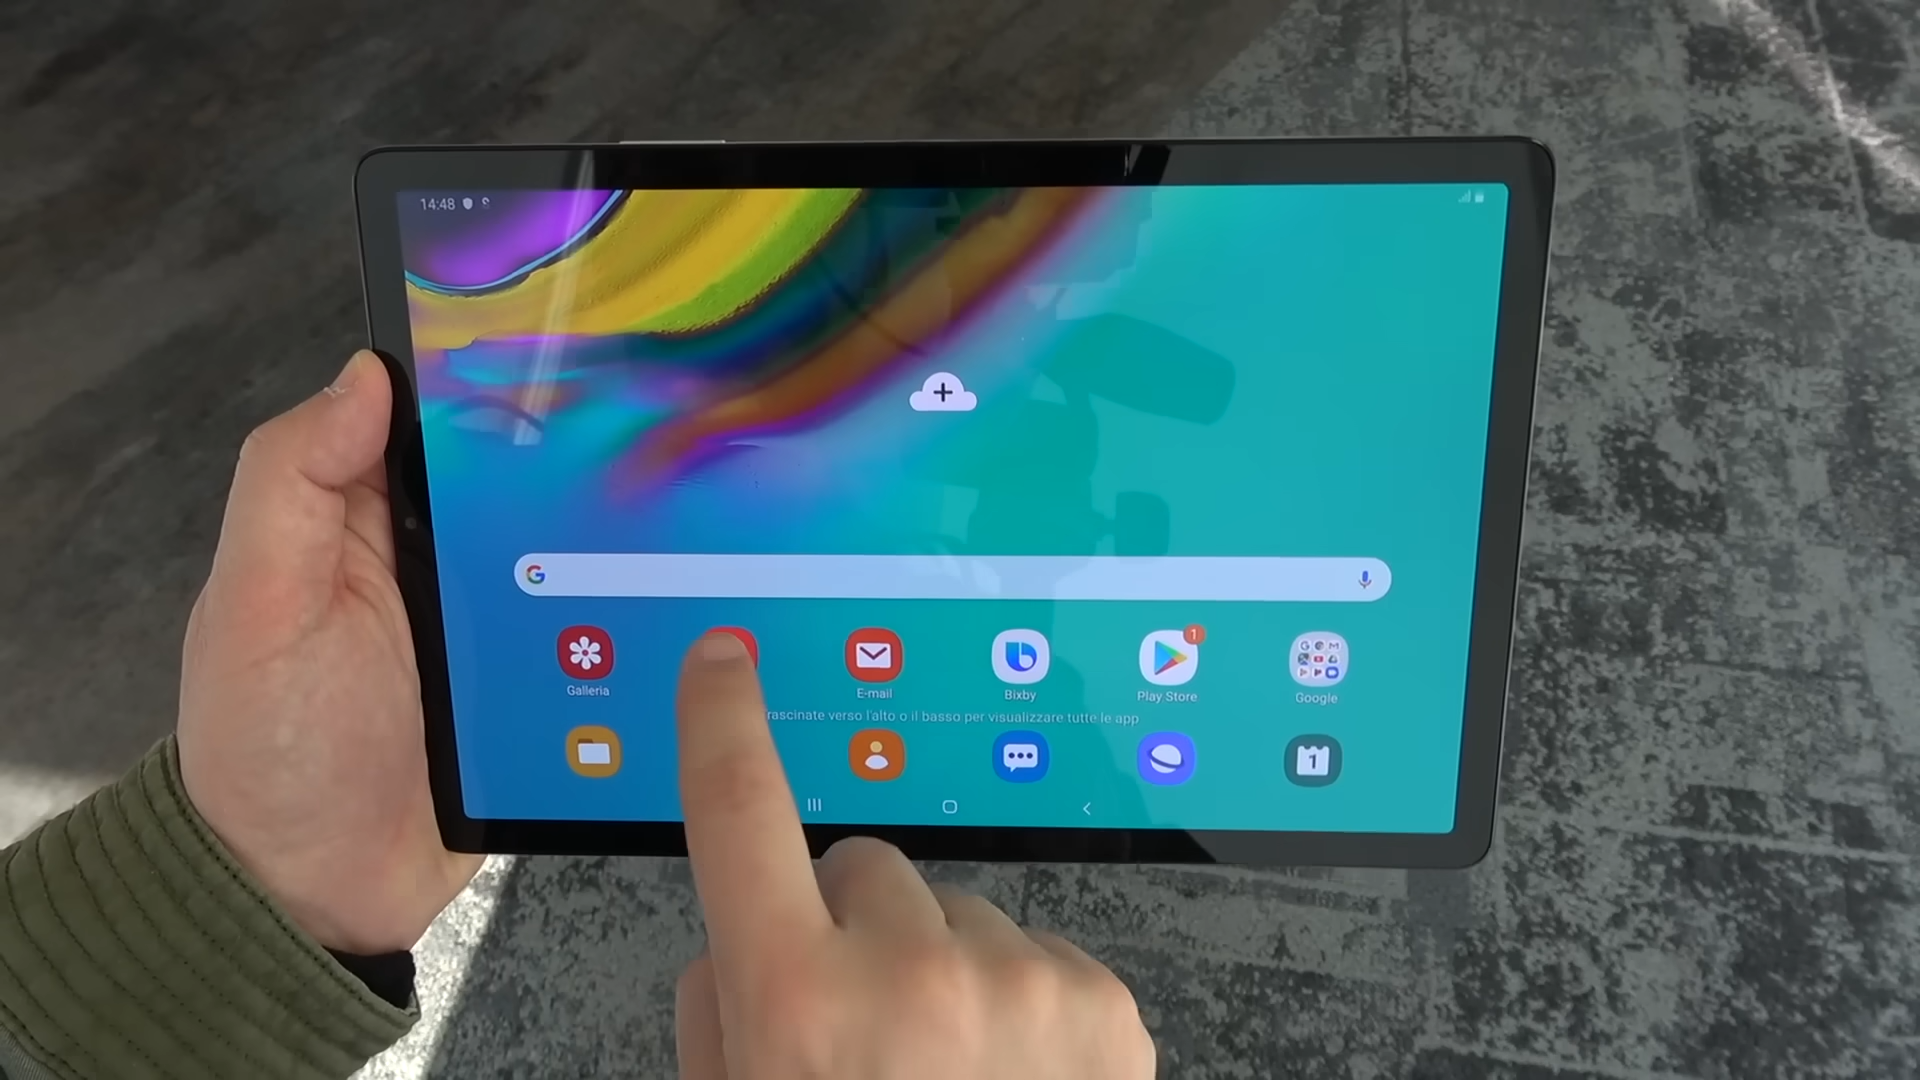 14:48
Galleria
E-mail
Bixby
Play Store
1
Google
rascinate verso l'alto o il basso per visualizzare tutte le app
1